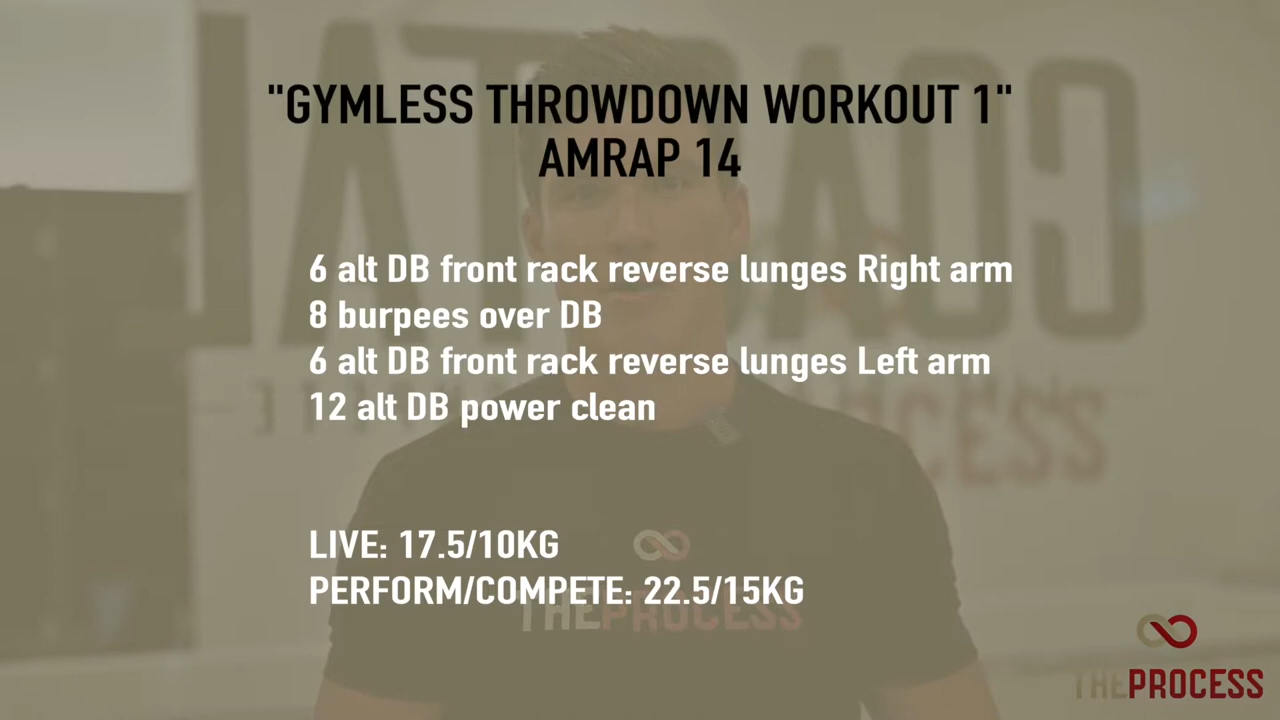 "GYMLESS THROWDOWN WORKOUT 1"
AMRAP 14
6 alt DB front rack reverse lunges Right arm
8 burpees over DB
6 alt DB front rack reverse lunges Left arm
12 alt DB power clean
LIVE: 17.5/10KG
PERFORM/COMPETE: 22.5/15KG
THEPROCESS
THEPROCESS